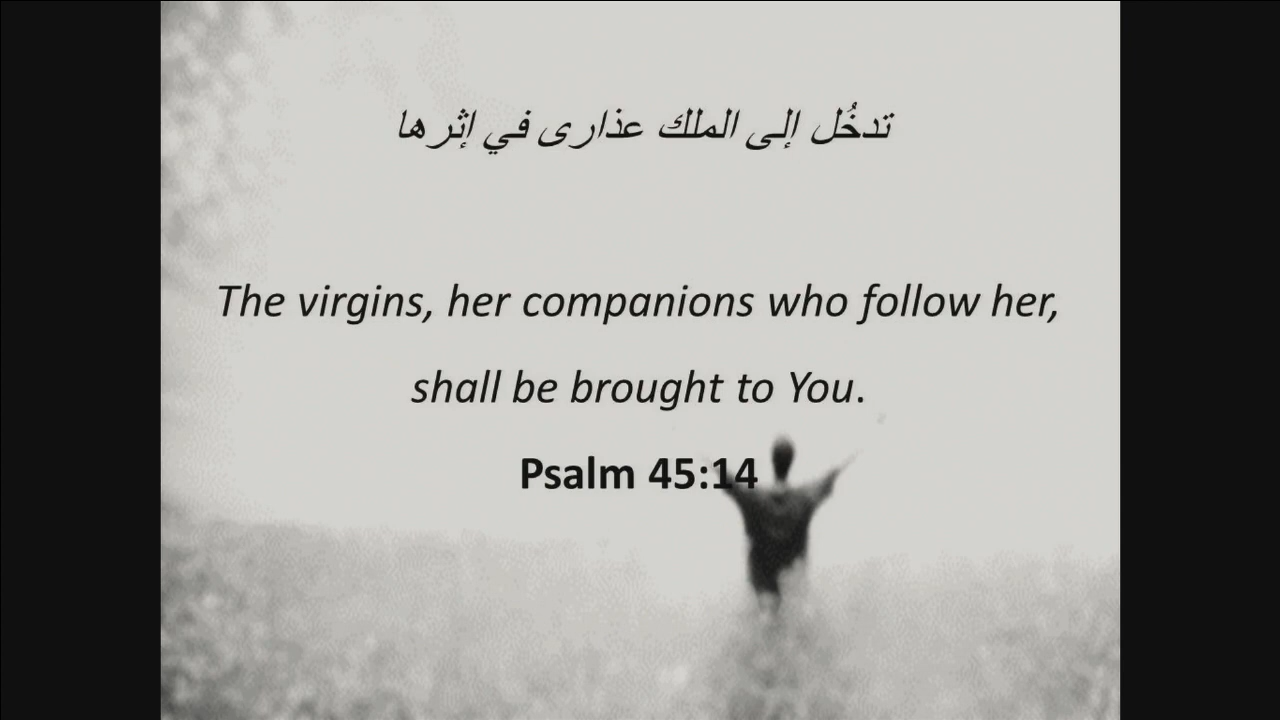 تدخُل إلى الملك عذارى في إثرها
The virgins, her companions who follow her,
shall be brought to You.
Psalm 45:14